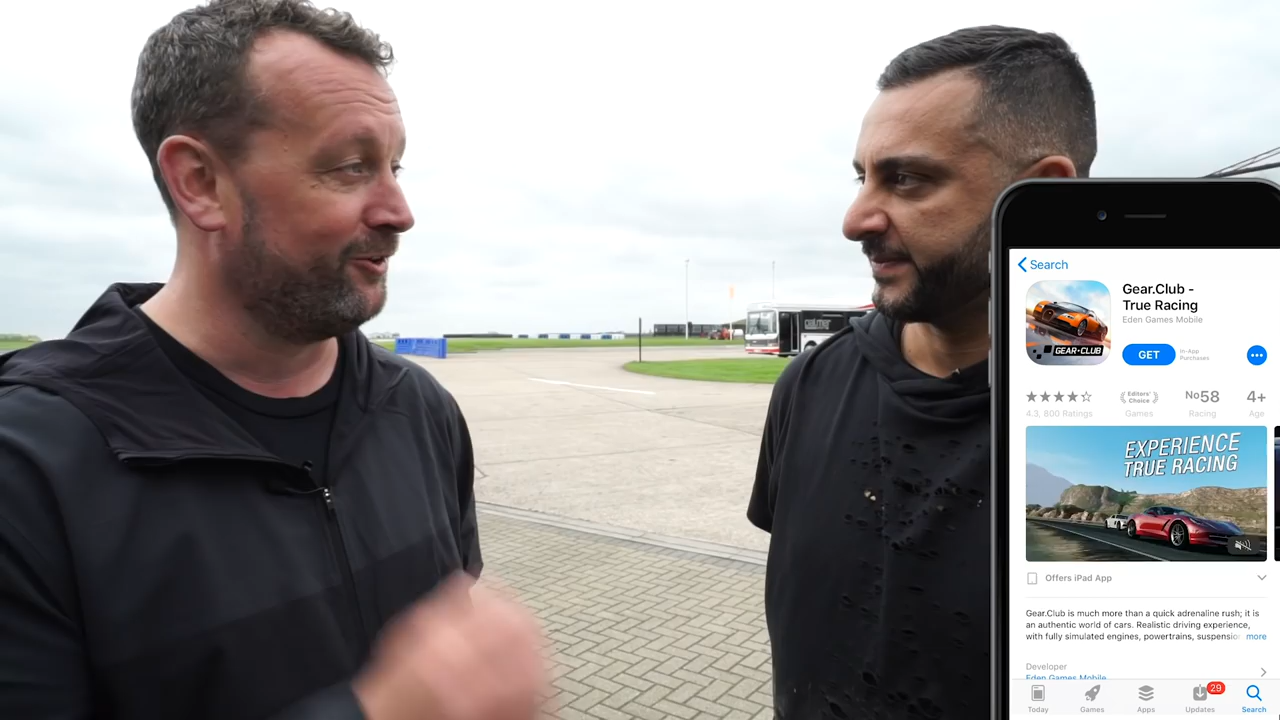 Search
Gear.Club -
True Racing
Eden Games Mobile
GEAR•CLUB
GET
In-App
Purchases
Editors'
Choice
No58
4+
4.3, 800 Ratings
Games
Racing
Age
EXPERIENCE
TRUE RACING
Offers iPad App
Gear.Club is much more than a quick adrenaline rush; it is
an authentic world of cars. Realistic driving experience,
with fully simulated engines, powertrains, suspensio more
Developer
Eden Games Mobile
29
Today
Games
Apps
Updates
Search